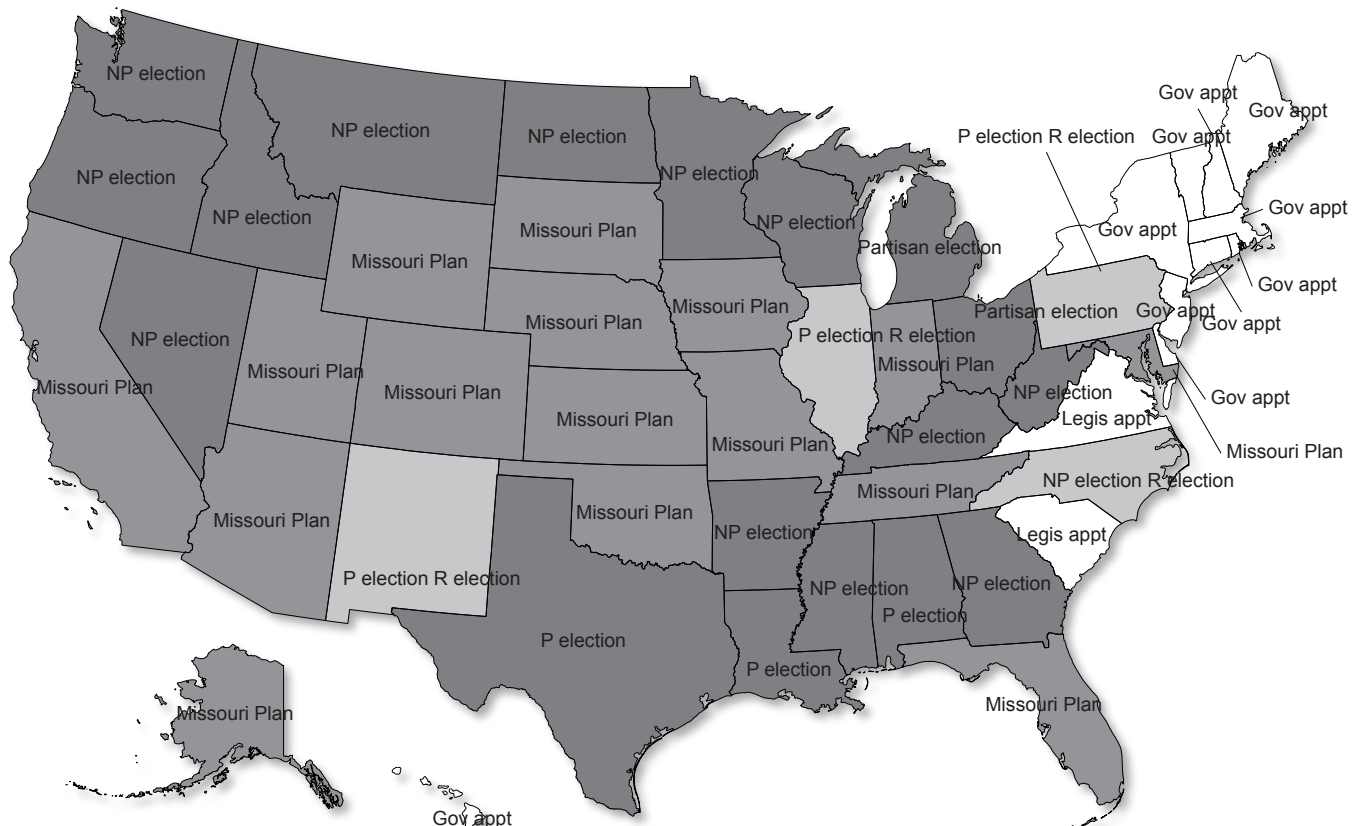 NP election
Gov appt
Gov appt
NP election
NP election
P election R election
Gov appt
NP election
NP election
NP election
Gov appt
NP election
Missouri Plan
NP election
Gov appt
Partisan election
Missouri Plan
Gov appt
Missouri Plan
Missouri Plan
Partisan election
Gov appt
Gov appt
NP election
P election R election
Missouri Plan
Missouri Plan
Missouri Plan
Missouri Plan
NP election
Gov appt
Missouri Plan
Legis appt
NP election
Missouri Plan
Missouri Plan
NP election R election
Missouri Plan
Missouri Plan
Missouri Plan
NP election
Legis appt
P election R election
NP election
NP election
P election
P election
P election
Missouri Plan
Missouri Plan
Gov appt